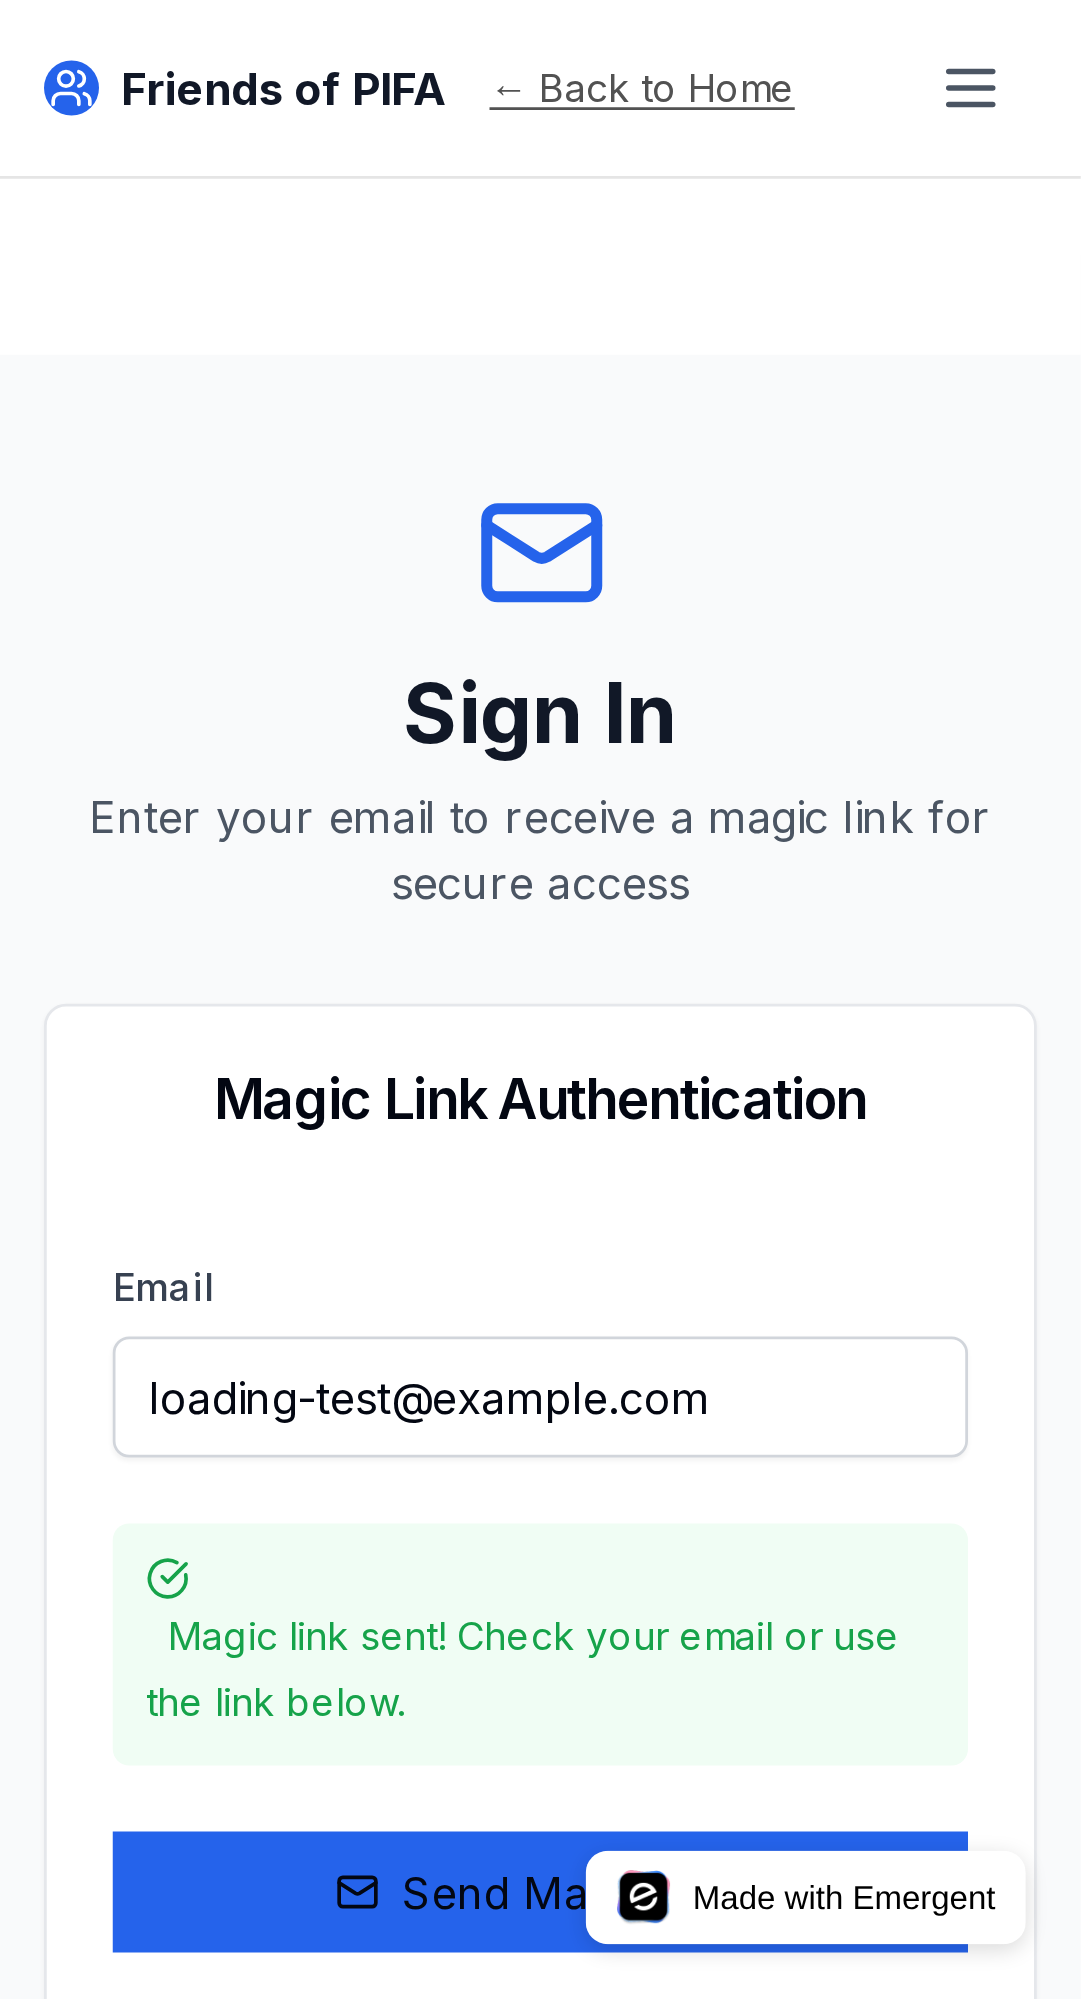 Friends of PIFA ← Back to Home
Sign In
Enter your email to receive a magic link for
secure access
Magic Link Authentication
Email
loading-test@example.com
Magic link sent! Check your email or use
the link below.
Send Ma
Made with Emergent